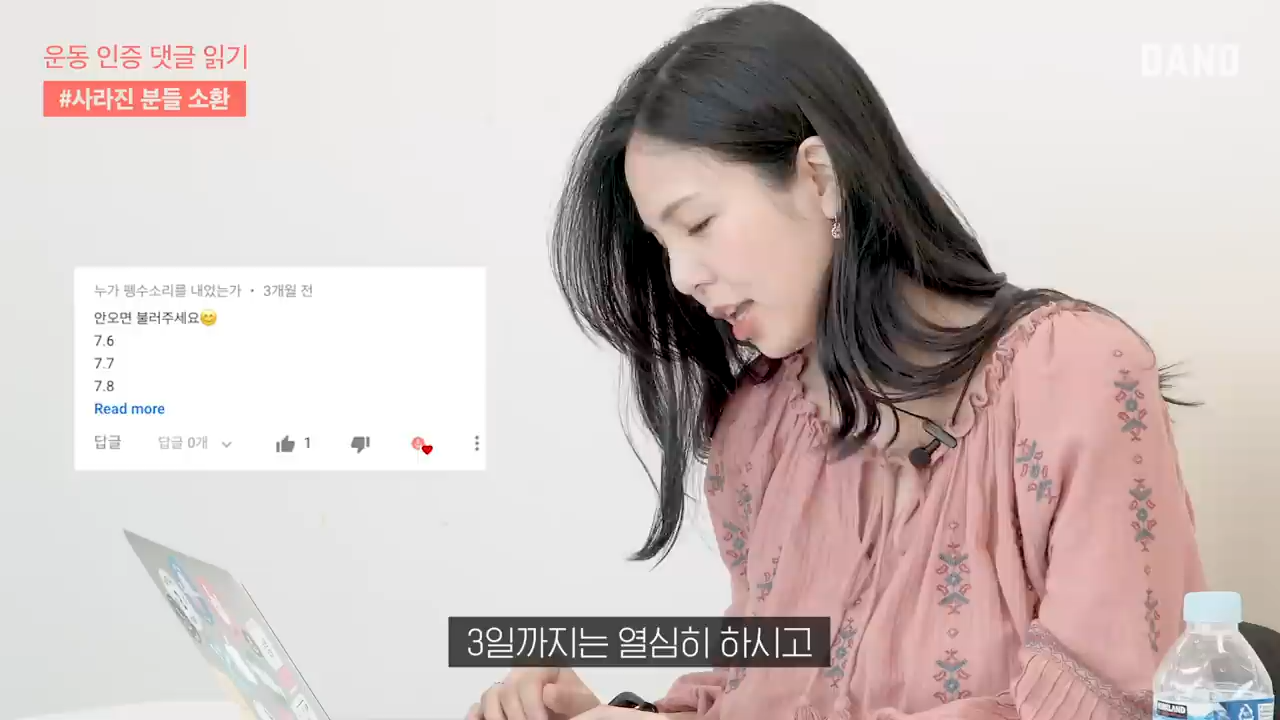 운동 인증 댓글 읽기
#사라진 분들 소환
DANO
누가 펭수소리를 내었는가 • 3개월 전
안오면 불러주세요😊
7.6
7.7
7.8
Read more
답글 답글 0개 1
3일까지는 열심히 하시고
KIRKLAND